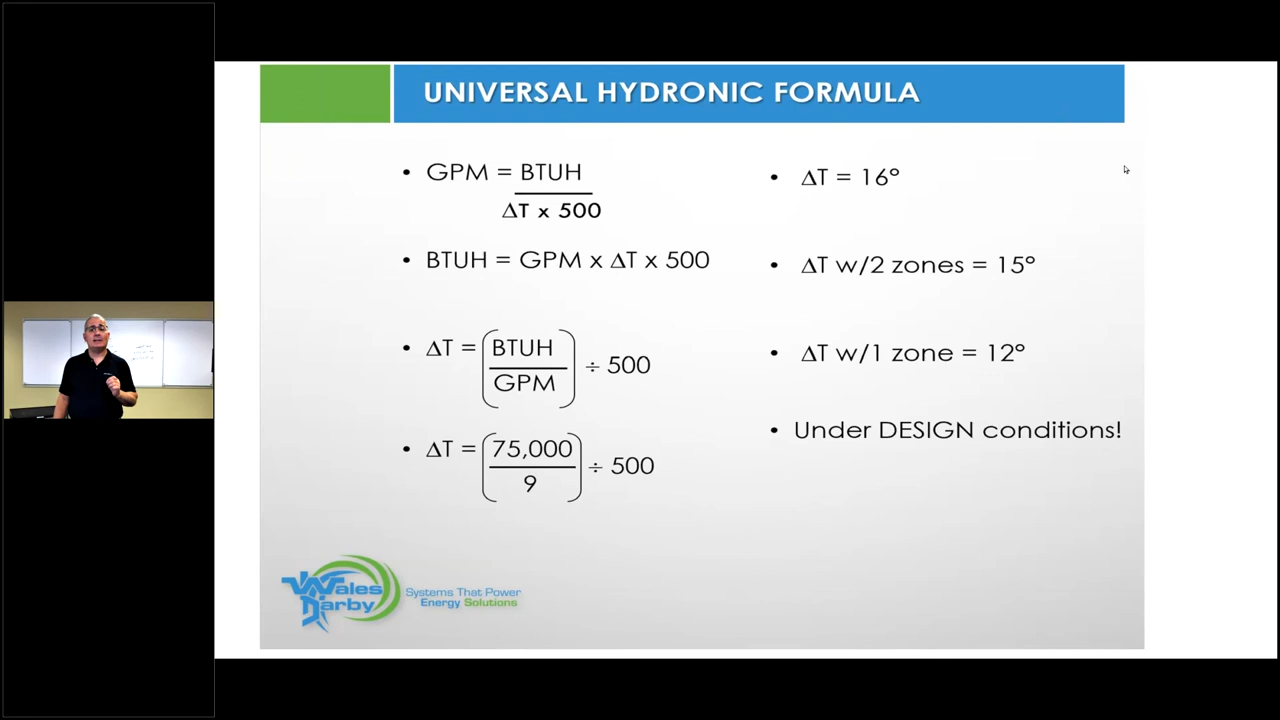 UNIVERSAL HYDRONIC FORMULA
• GPM = BTUH
ΔT x 500
• BTUH = GPM x ΔT x 500
• ΔT = (BTUH
GPM) ÷ 500
• ΔT = (75,000
9) ÷ 500
• ΔT = 16°
• ΔT w/2 zones = 15°
• ΔT w/1 zone = 12°
• Under DESIGN conditions!
Wales
Darby
Systems That Power
Energy Solutions